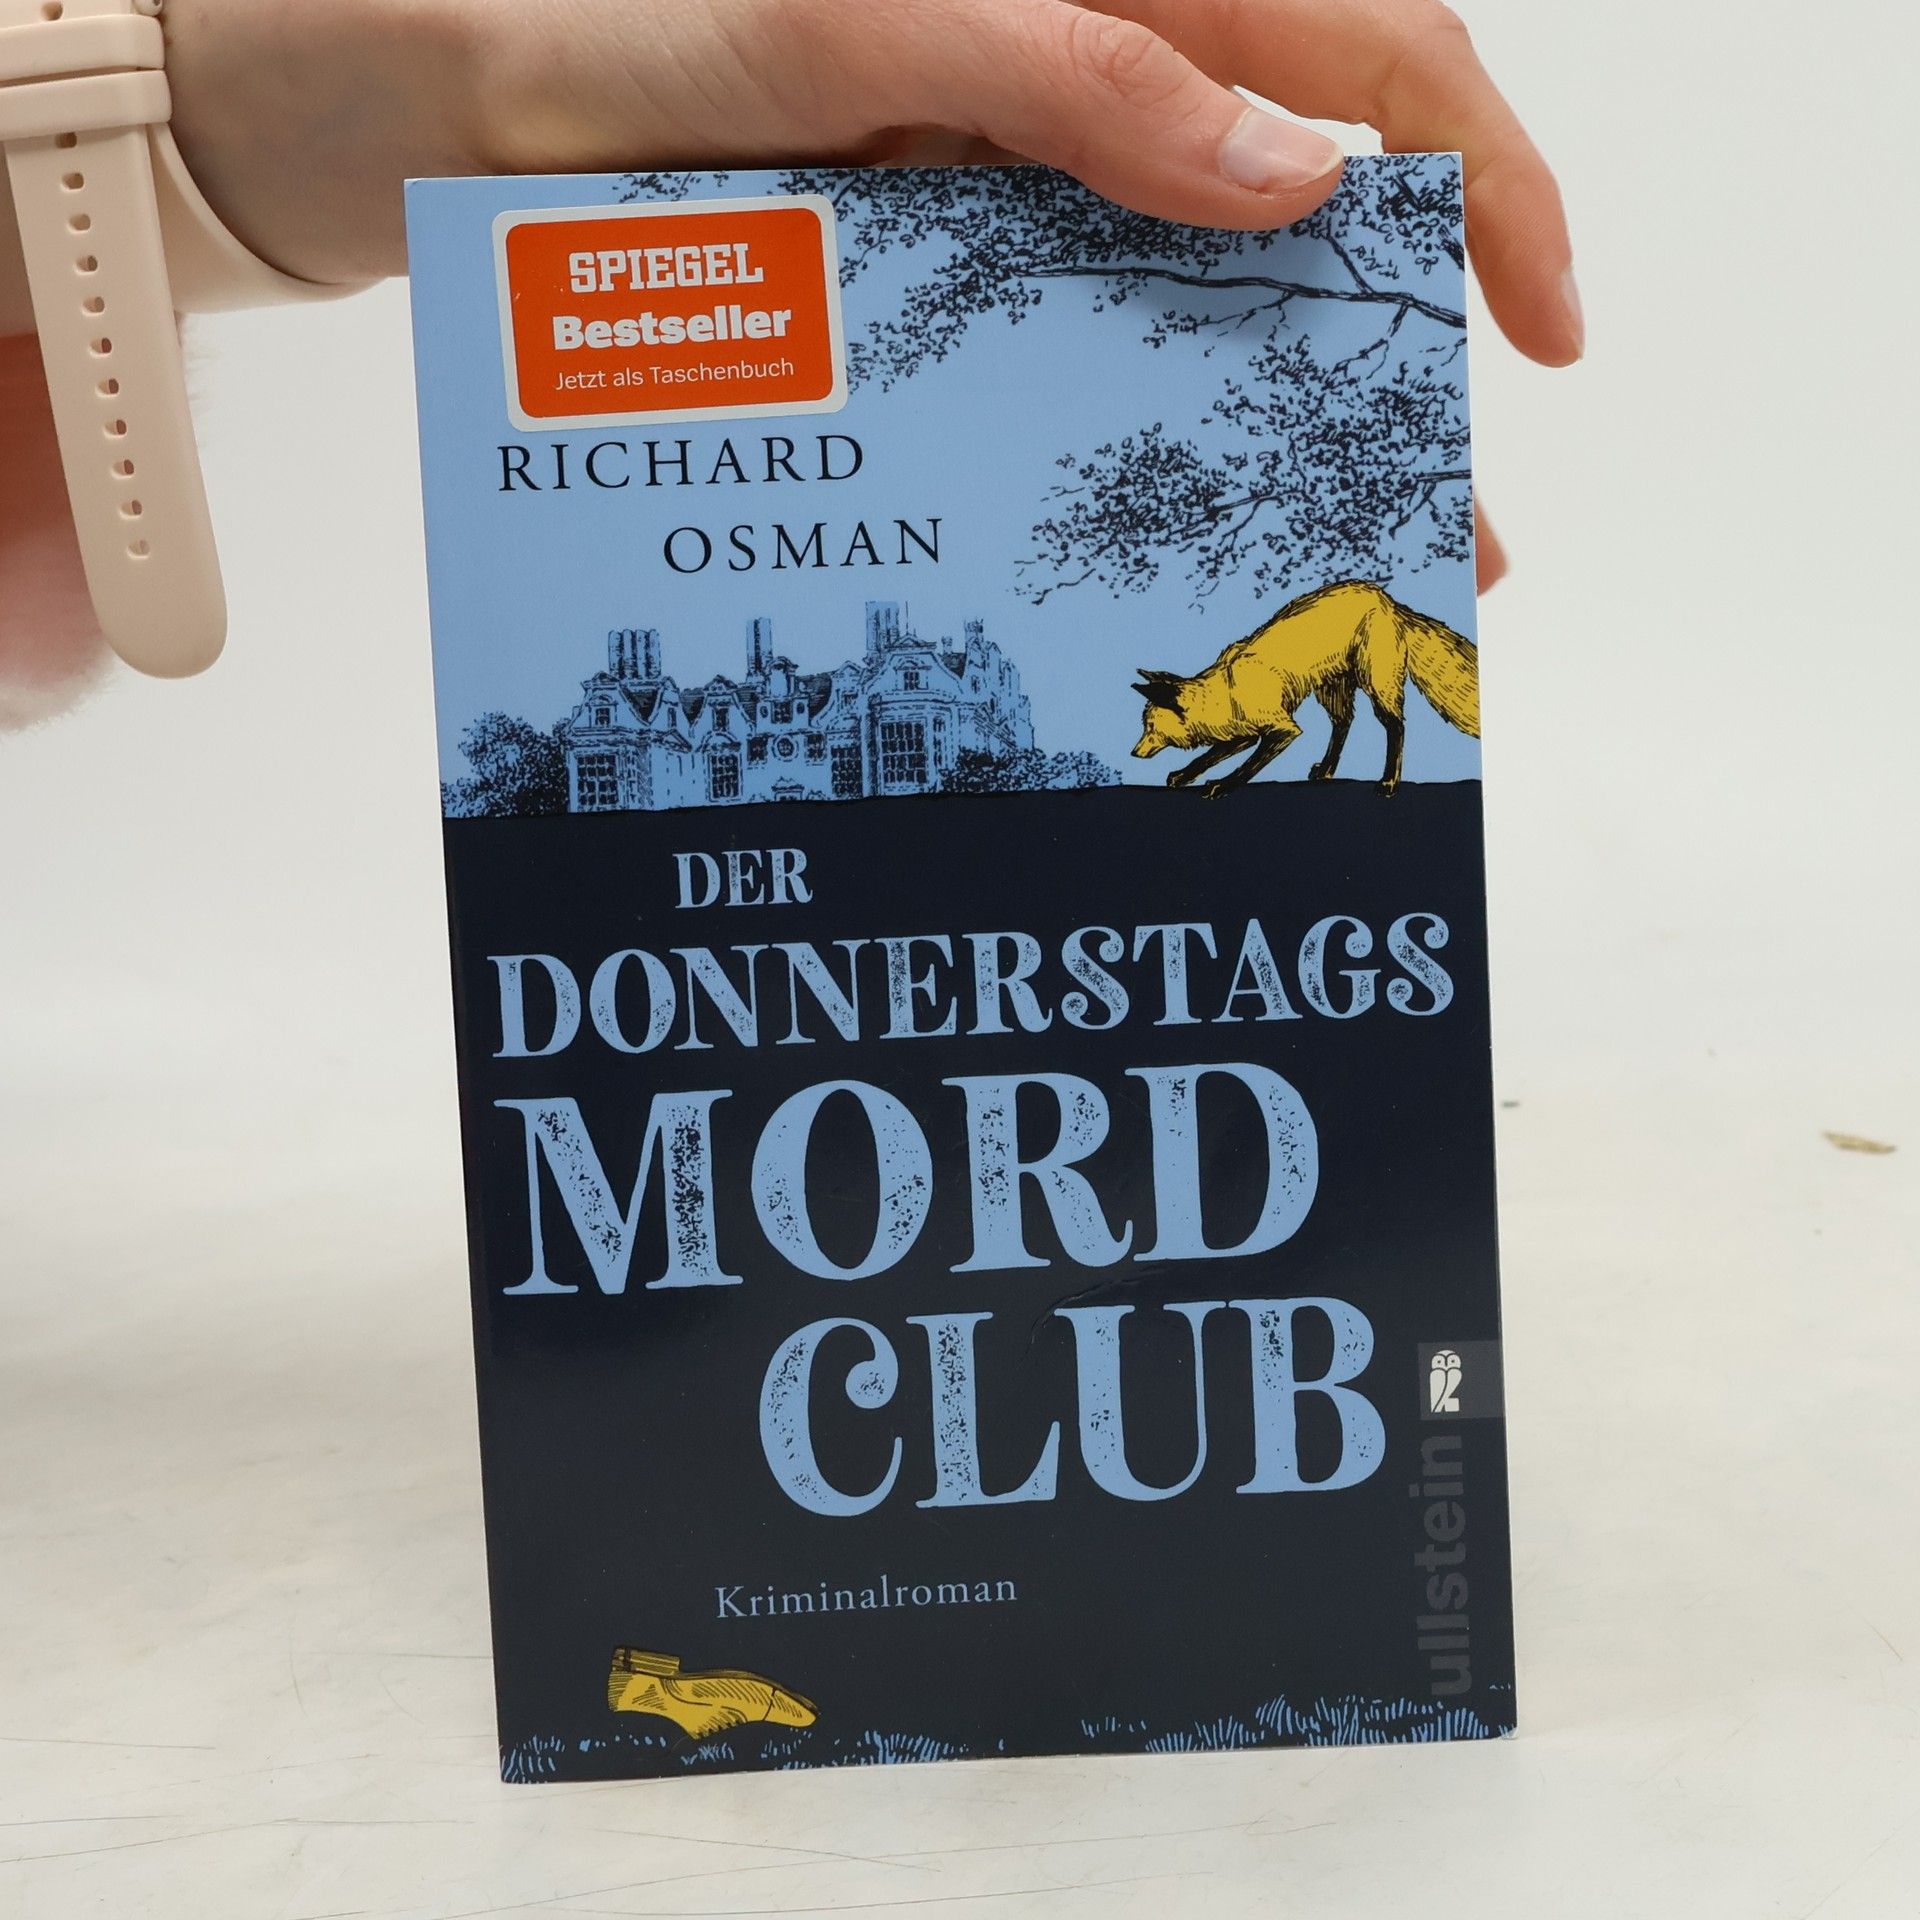 SPIEGEL
Bestseller
Jetzt als Taschenbuch
RICHARD
OSMAN
DER
DONNERSTAGS
MORD
CLUB
Kriminalroman
ullstein